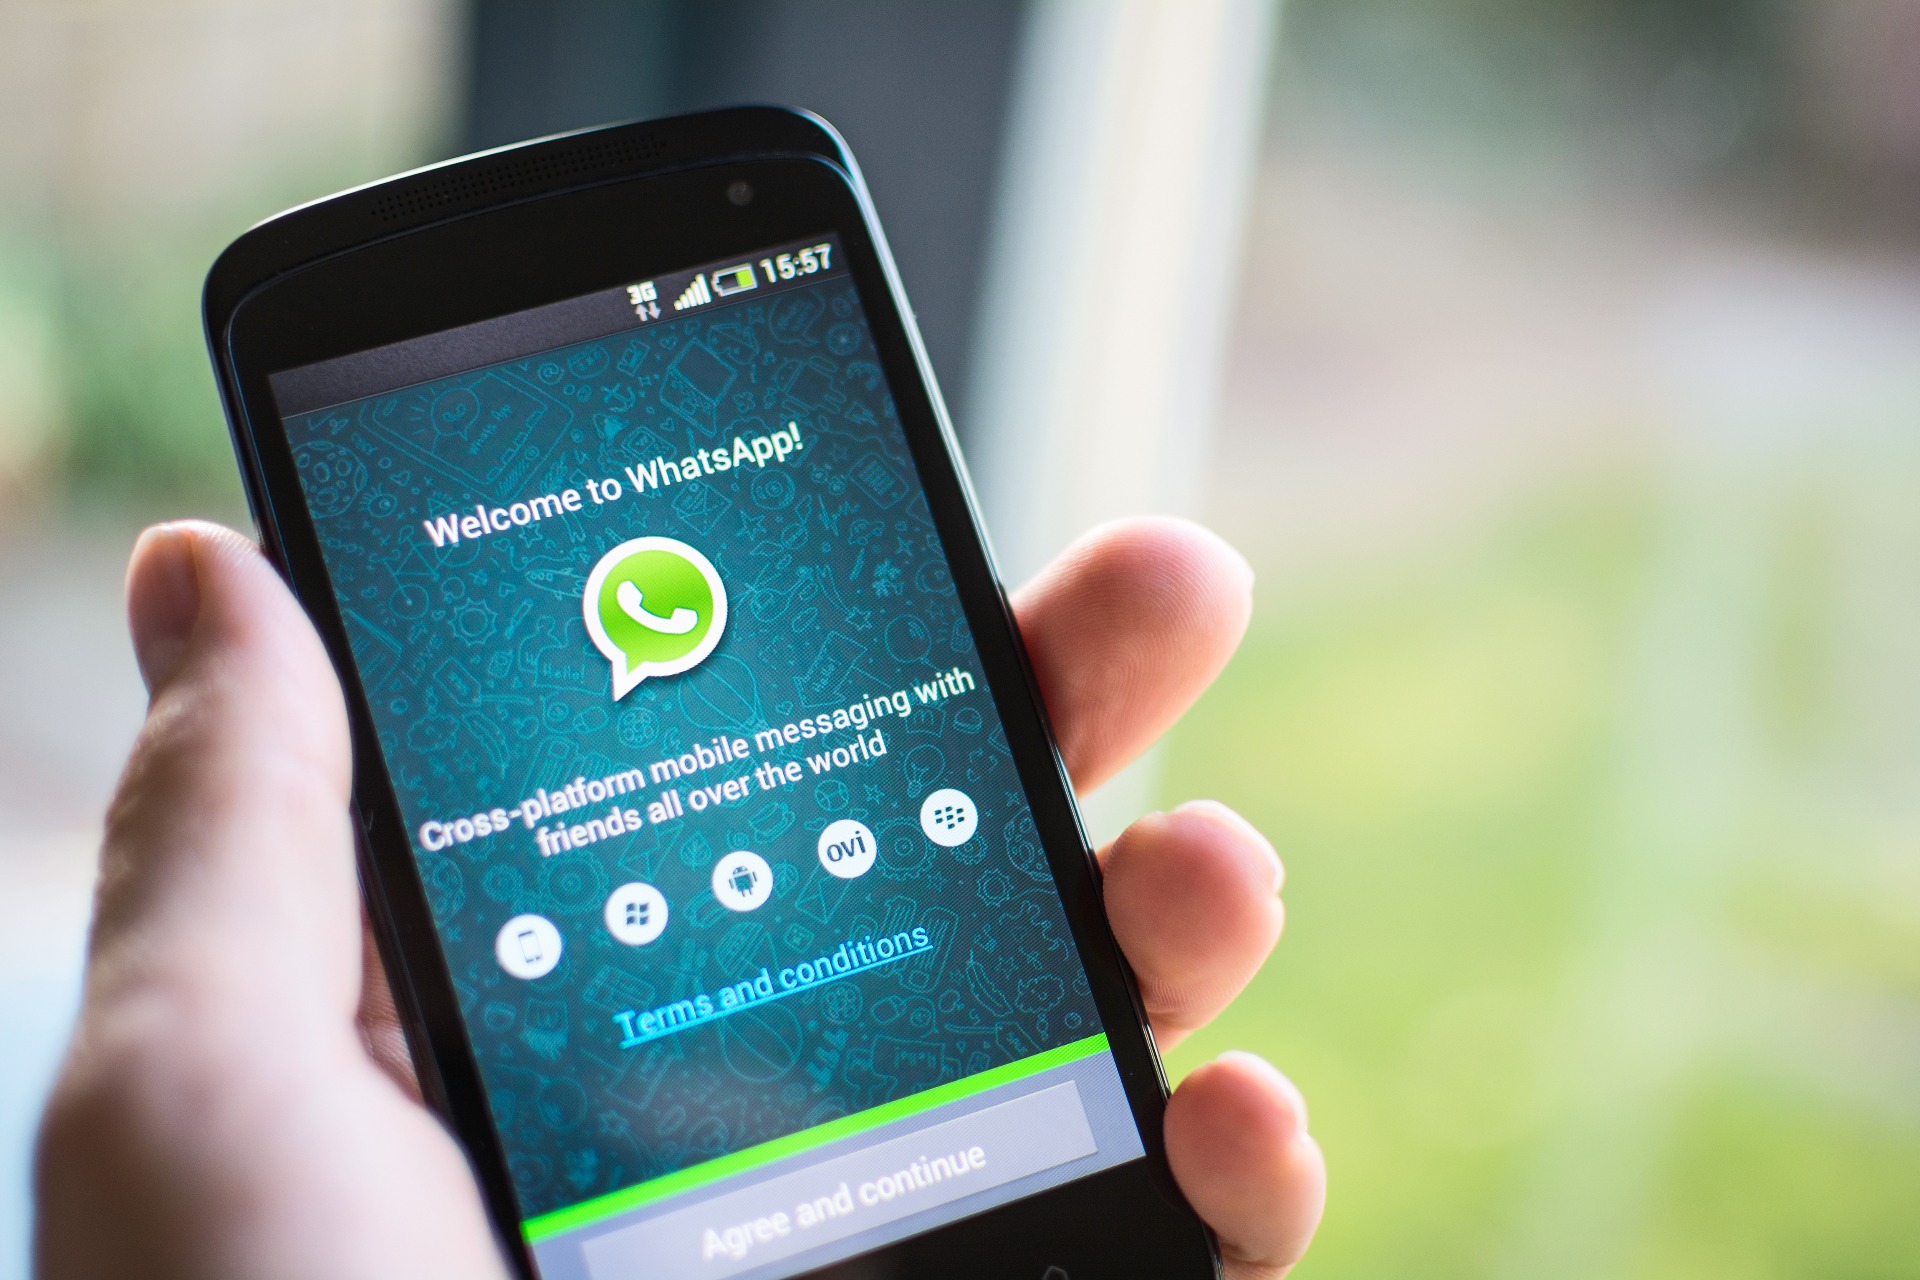 3G 15:57
Welcome to WhatsApp!
Cross-platform mobile messaging with
friends all over the world
ovi
Terms and conditions
Agree and continue